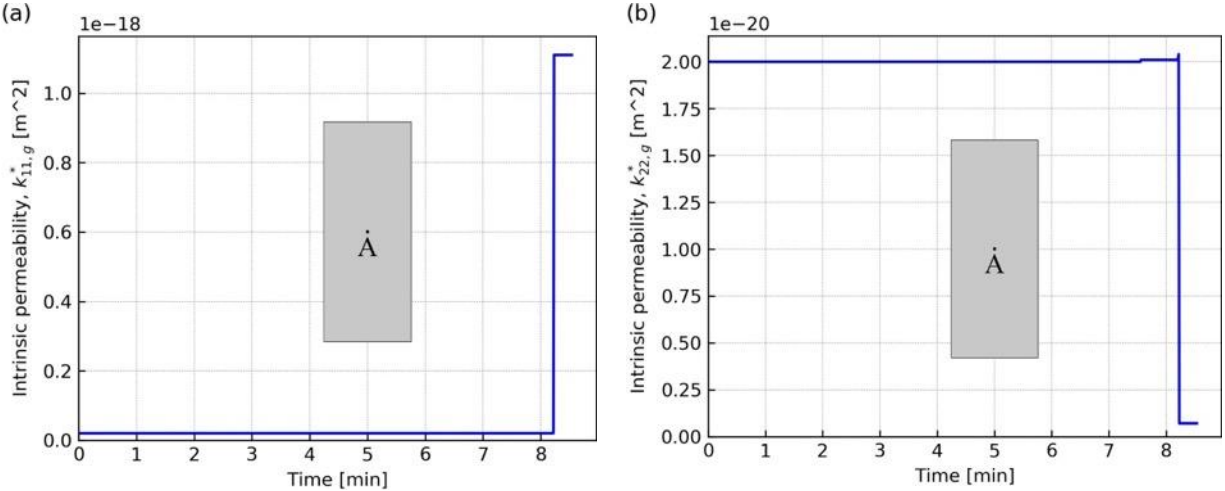 (a)
1e−18
Intrinsic permeability, k*₁₁,g [m^2]
1.0
0.8
0.6
0.4
0.2
0.0
A
0 1 2 3 4 5 6 7 8
Time [min]
(b)
1e−20
Intrinsic permeability, k*₂₂,g [m^2]
2.00
1.75
1.50
1.25
1.00
0.75
0.50
0.25
0.00
A
0 1 2 3 4 5 6 7 8
Time [min]